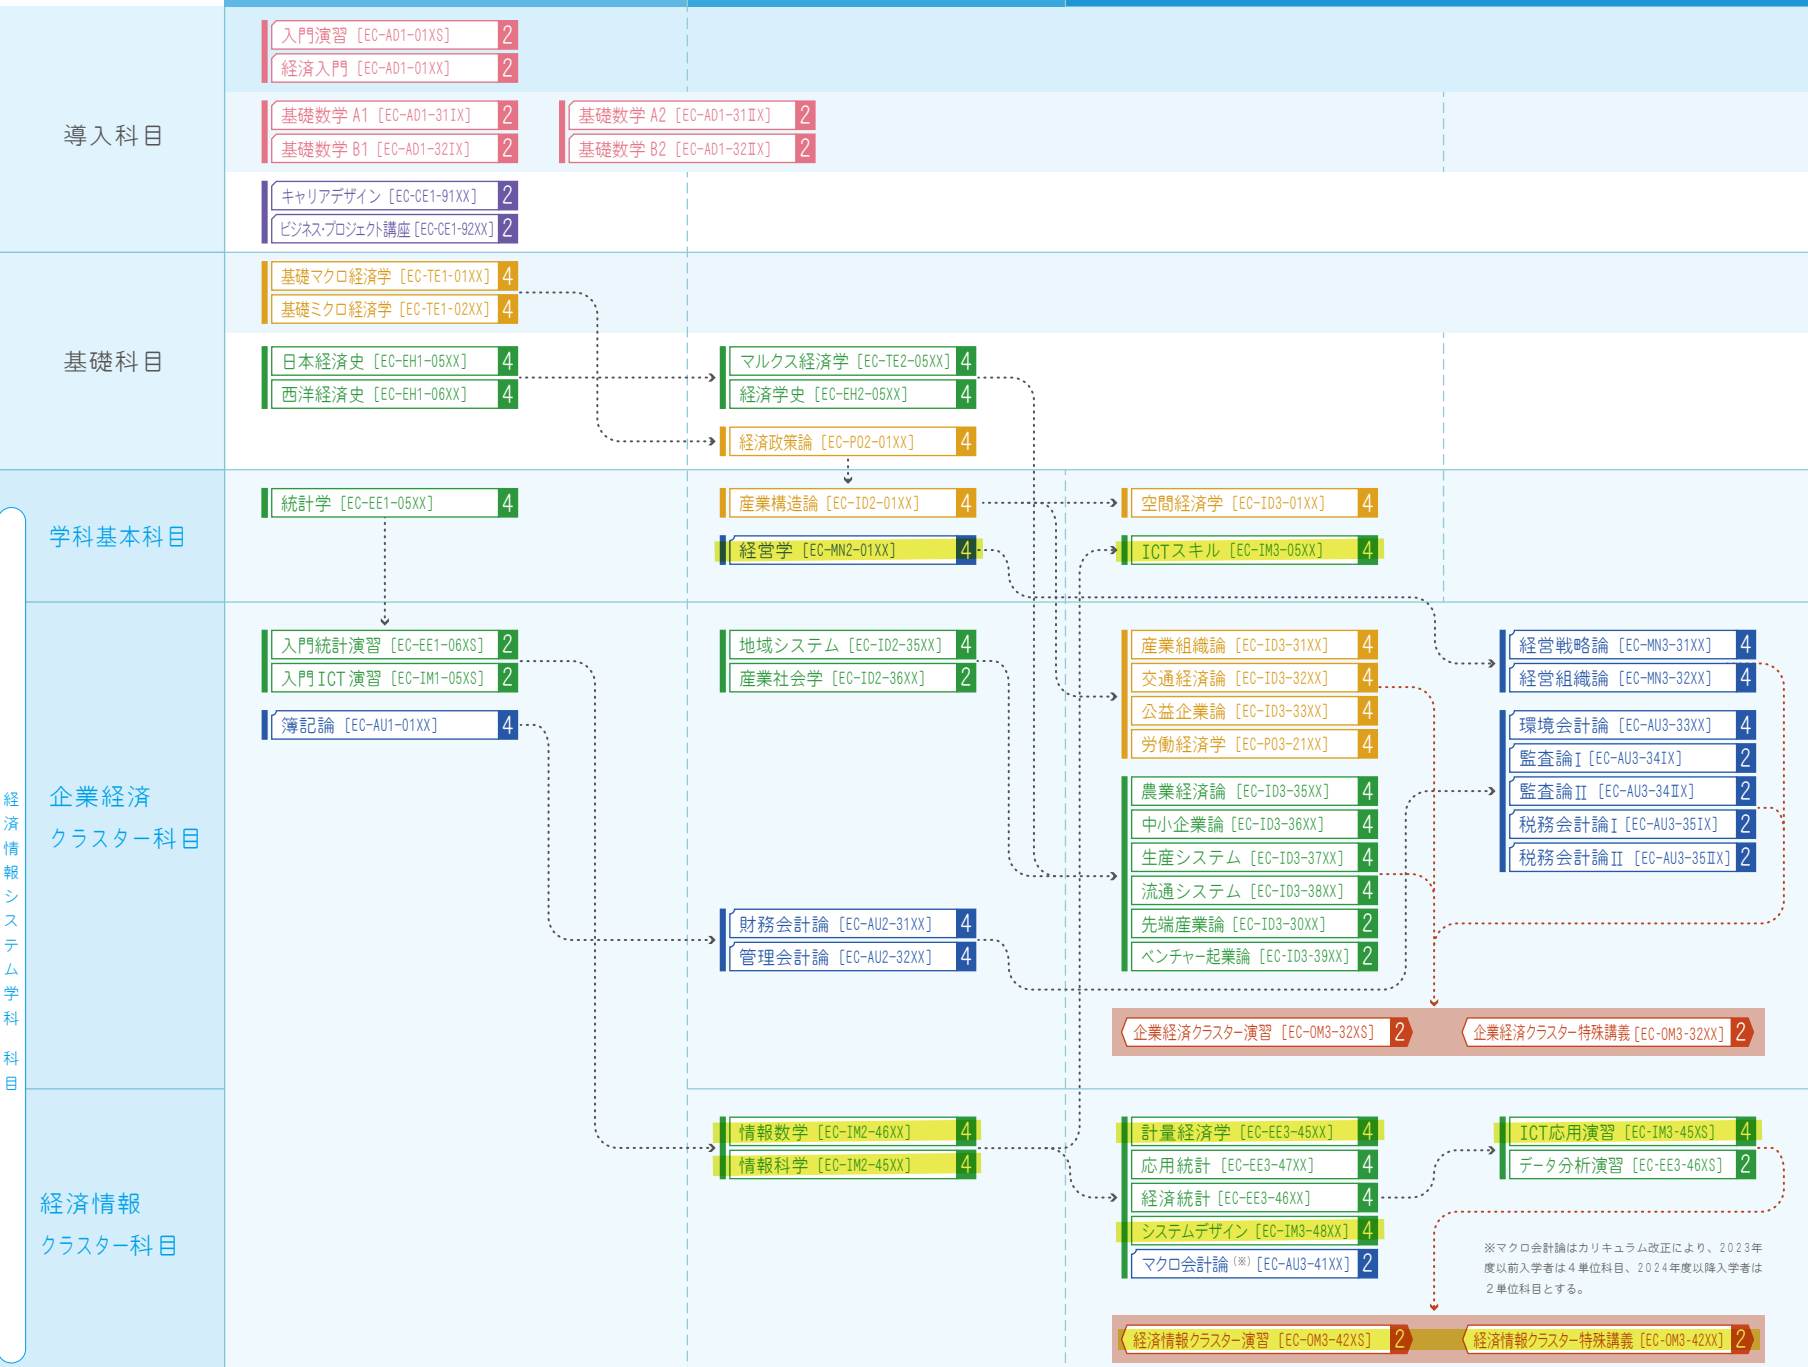 導入科目
入門演習 [EC-AD1-01XS] 2
経済入門 [EC-AD1-01XX] 2
基礎数学 A1 [EC-AD1-31IX] 2
基礎数学 B1 [EC-AD1-32IX] 2
基礎数学 A2 [EC-AD1-31ⅡX] 2
基礎数学 B2 [EC-AD1-32ⅡX] 2
キャリアデザイン [EC-CE1-91XX] 2
ビジネス・プロジェクト講座 [EC-CE1-92XX] 2
基礎科目
基礎マクロ経済学 [EC-TE1-01XX] 4
基礎ミクロ経済学 [EC-TE1-02XX] 4
日本経済史 [EC-EH1-05XX] 4
西洋経済史 [EC-EH1-06XX] 4
マルクス経済学 [EC-TE2-05XX] 4
経済学史 [EC-EH2-05XX] 4
経済政策論 [EC-PO2-01XX] 4
経済情報システム学科 科目
学科基本科目
統計学 [EC-EE1-05XX] 4
産業構造論 [EC-ID2-01XX] 4
経営学 [EC-MN2-01XX] 4
空間経済学 [EC-ID3-01XX] 4
ICTスキル [EC-IM3-05XX] 4
企業経済
クラスター科目
入門統計演習 [EC-EE1-06XS] 2
入門ICT演習 [EC-IM1-05XS] 2
簿記論 [EC-AU1-01XX] 4
地域システム [EC-ID2-35XX] 4
産業社会学 [EC-ID2-36XX] 2
財務会計論 [EC-AU2-31XX] 4
管理会計論 [EC-AU2-32XX] 4
産業組織論 [EC-ID3-31XX] 4
交通経済論 [EC-ID3-32XX] 4
公益企業論 [EC-ID3-33XX] 4
労働経済学 [EC-PO3-21XX] 4
農業経済論 [EC-ID3-35XX] 4
中小企業論 [EC-ID3-36XX] 4
生産システム [EC-ID3-37XX] 4
流通システム [EC-ID3-38XX] 4
先端産業論 [EC-ID3-30XX] 2
ベンチャー起業論 [EC-ID3-39XX] 2
経営戦略論 [EC-MN3-31XX] 4
経営組織論 [EC-MN3-32XX] 4
環境会計論 [EC-AU3-33XX] 4
監査論Ⅰ [EC-AU3-34IX] 2
監査論Ⅱ [EC-AU3-34ⅡX] 2
税務会計論Ⅰ [EC-AU3-35IX] 2
税務会計論Ⅱ [EC-AU3-35ⅡX] 2
企業経済クラスター演習 [EC-OM3-32XS] 2
企業経済クラスター特殊講義 [EC-OM3-32XX] 2
経済情報
クラスター科目
情報数学 [EC-IM2-46XX] 4
情報科学 [EC-IM2-45XX] 4
計量経済学 [EC-EE3-45XX] 4
応用統計 [EC-EE3-47XX] 4
経済統計 [EC-EE3-46XX] 4
システムデザイン [EC-IM3-48XX] 4
マクロ会計論(※) [EC-AU3-41XX] 2
ICT応用演習 [EC-IM3-45XS] 4
データ分析演習 [EC-EE3-46XS] 2
※マクロ会計論はカリキュラム改正により、2023年
度以前入学者は4単位科目、2024年度以降入学者は
2単位科目とする。
経済情報クラスター演習 [EC-OM3-42XS] 2
経済情報クラスター特殊講義 [EC-OM3-42XX] 2